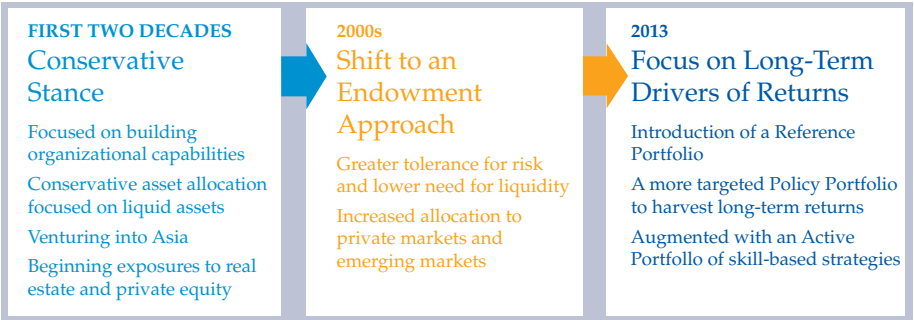 FIRST TWO DECADES
Conservative
Stance
Focused on building
organizational capabilities
Conservative asset allocation
focused on liquid assets
Venturing into Asia
Beginning exposures to real
estate and private equity
2000s
Shift to an
Endowment
Approach
Greater tolerance for risk
and lower need for liquidity
Increased allocation to
private markets and
emerging markets
2013
Focus on Long-Term
Drivers of Returns
Introduction of a Reference
Portfolio
A more targeted Policy Portfolio
to harvest long-term returns
Augmented with an Active
Portfollo of skill-based strategies